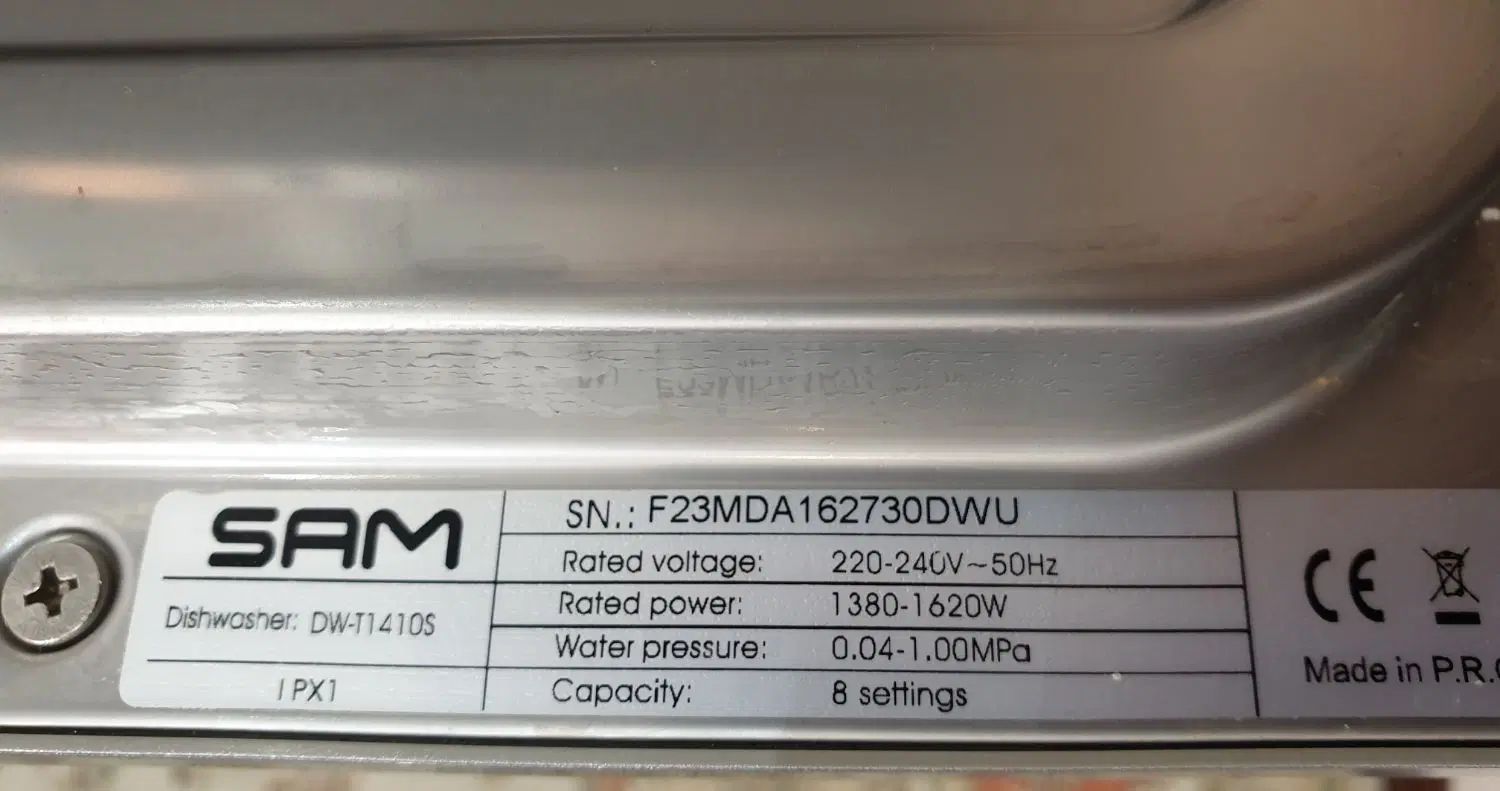 SAM
Dishwasher: DW-T1410S
IPX1
SN.: F23MDA162730DWU
Rated voltage: 220-240V~50Hz
Rated power: 1380-1620W
Water pressure: 0.04-1.00MPa
Capacity: 8 settings
CE
Made in P.R.